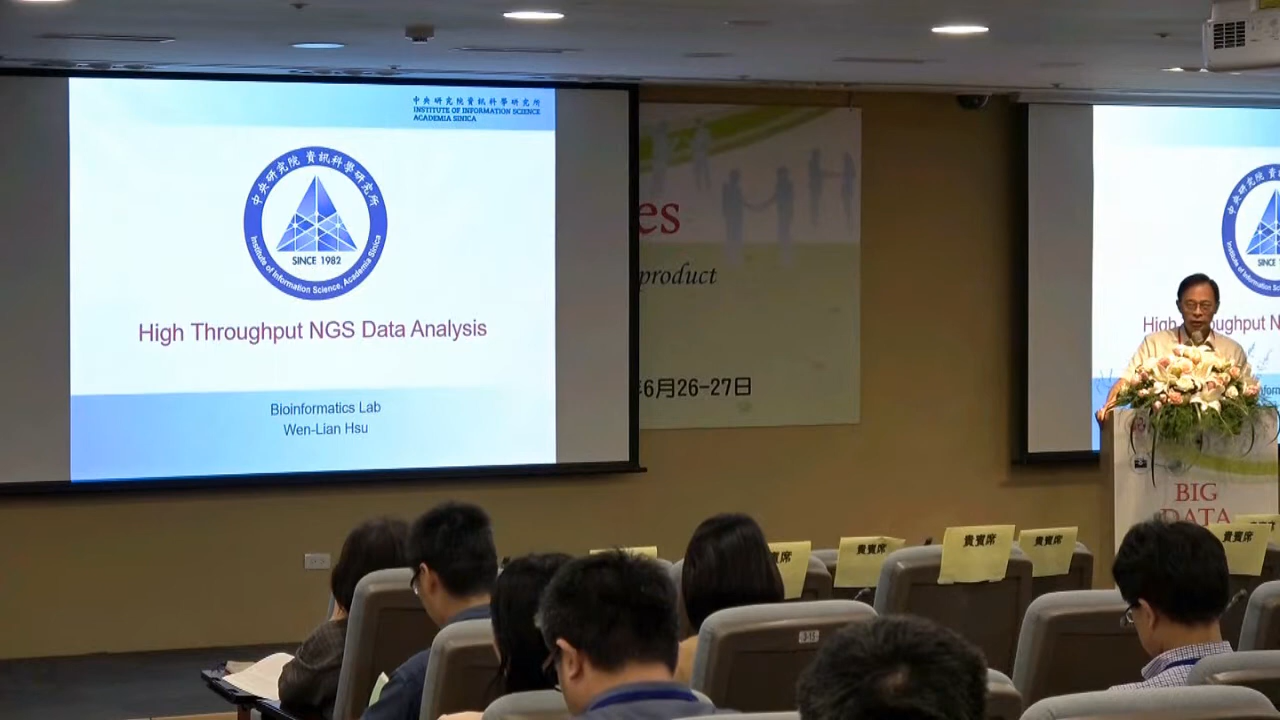 中央研究院資訊科學研究所
INSTITUTE OF INFORMATION SCIENCE
ACADEMIA SINICA
中央研究院 資訊科學研究所
SINCE 1982
Institute of Information Science, Academia Sinica
High Throughput NGS Data Analysis
Bioinformatics Lab
Wen-Lian Hsu
es
product
6月26-27日
BIG
DATA
貴賓席
貴賓席
貴賓席
貴賓席
貴賓席